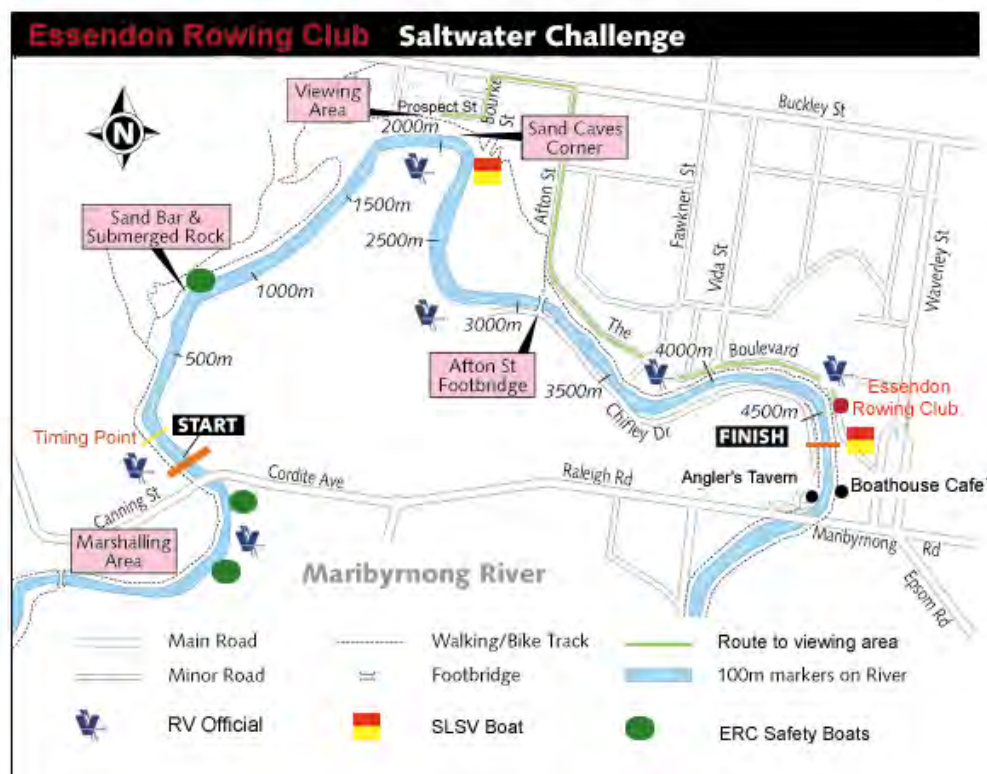 Essendon Rowing Club Saltwater Challenge
Viewing
Area
Prospect St
Bourke
St
Buckley St
2000m
Sand Caves
Corner
N
1500m
Afton St
Fawkner St
Sand Bar &
Submerged Rock
2500m
Vida St
Waverley St
1000m
3000m
The
500m
Afton St
Footbridge
4000m
Boulevard
3500m
Essendon
Rowing Club
Chifley Dr
4500m
START
Timing Point
FINISH
Cordite Ave
Raleigh Rd
Angler's Tavern
Boathouse Cafe
Canning St
Marshalling
Area
Maribyrnong River
Maribyrnong Rd
Epsom Rd
Main Road
Walking/Bike Track
Route to viewing area
Minor Road
Footbridge
100m markers on River
RV Official
SLSV Boat
ERC Safety Boats